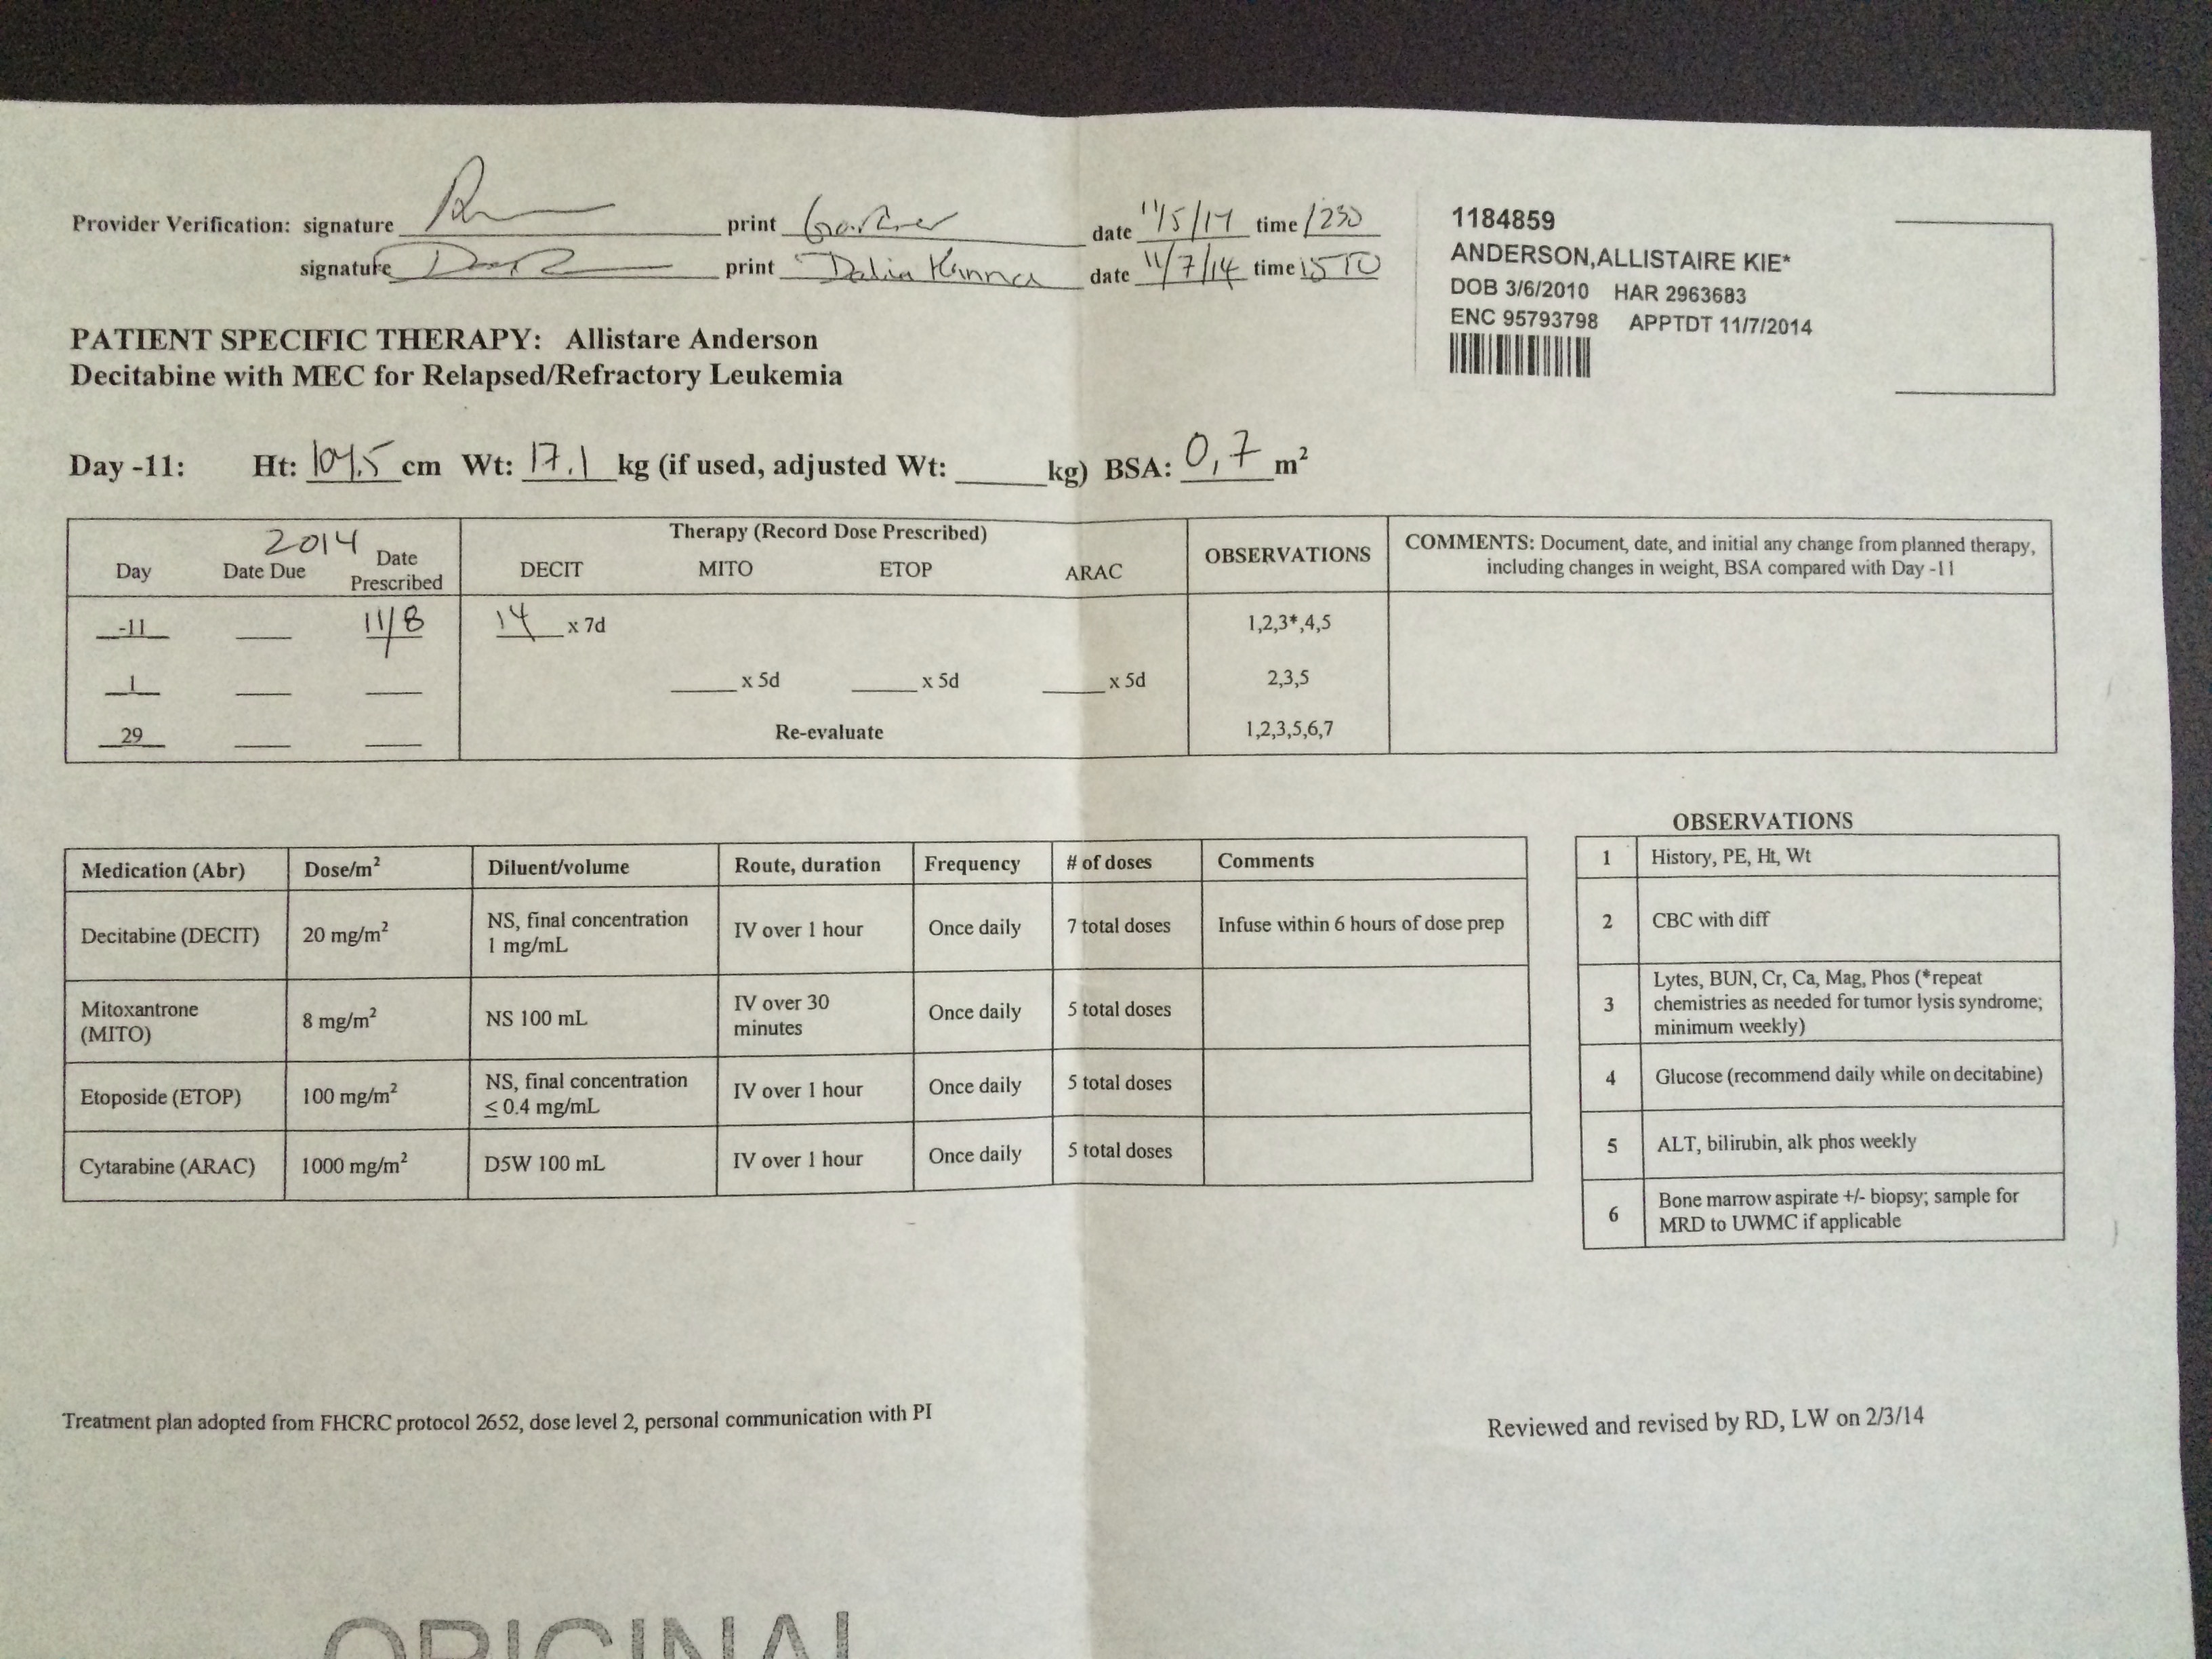 Provider Verification: signature print Gardner date 11/5/14 time 1230
signature print Dalia Hanna date 11/7/14 time
1184859
ANDERSON,ALLISTAIRE KIE*
DOB 3/6/2010 HAR 2963683
ENC 95793798 APPTDT 11/7/2014
PATIENT SPECIFIC THERAPY: Allistare Anderson
Decitabine with MEC for Relapsed/Refractory Leukemia
Day -11: Ht: cm Wt: 17.1 kg (if used, adjusted Wt: ____kg) BSA: 0,7 m²
2014
Therapy (Record Dose Prescribed)
Day Date Due Date Prescribed DECIT MITO ETOP ARAC OBSERVATIONS COMMENTS: Document, date, and initial any change from planned therapy,
including changes in weight, BSA compared with Day -11
-11 ____ 11/8 14 x 7d 1,2,3*,4,5
1 ____ ____ ____ x 5d ____ x 5d ____ x 5d 2,3,5
29 ____ ____ Re-evaluate 1,2,3,5,6,7
Medication (Abr) Dose/m² Diluent/volume Route, duration Frequency # of doses Comments
Decitabine (DECIT) 20 mg/m² NS, final concentration 1 mg/mL IV over 1 hour Once daily 7 total doses Infuse within 6 hours of dose prep
Mitoxantrone (MITO) 8 mg/m² NS 100 mL IV over 30 minutes Once daily 5 total doses
Etoposide (ETOP) 100 mg/m² NS, final concentration ≤ 0.4 mg/mL IV over 1 hour Once daily 5 total doses
Cytarabine (ARAC) 1000 mg/m² D5W 100 mL IV over 1 hour Once daily 5 total doses
OBSERVATIONS
1 History, PE, Ht, Wt
2 CBC with diff
3 Lytes, BUN, Cr, Ca, Mag, Phos (*repeat
chemistries as needed for tumor lysis syndrome;
minimum weekly)
4 Glucose (recommend daily while on decitabine)
5 ALT, bilirubin, alk phos weekly
6 Bone marrow aspirate +/- biopsy; sample for
MRD to UWMC if applicable
Treatment plan adopted from FHCRC protocol 2652, dose level 2, personal communication with PI
Reviewed and revised by RD, LW on 2/3/14
ORIGINAL